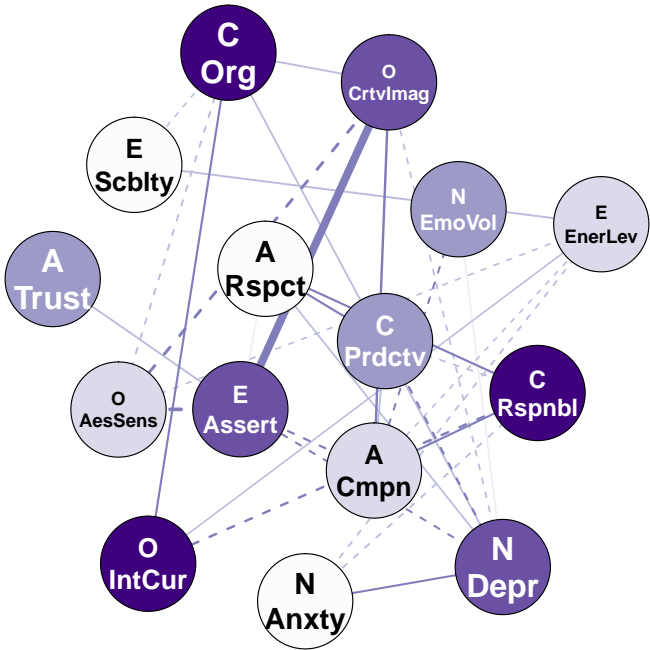 C
Org
O
CrtvImag
E
Scblty
N
EmoVol
E
EnerLev
A
Trust
A
Rspct
C
Prdctv
O
AesSens
E
Assert
C
Rspnbl
A
Cmpn
O
IntCur
N
Anxty
N
Depr